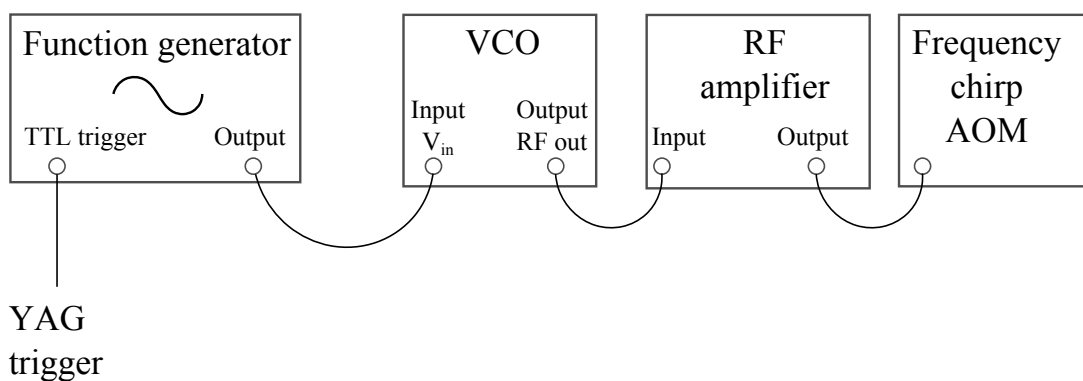 Function generator
TTL trigger
Output
YAG
trigger
VCO
Input
Vin
Output
RF out
RF
amplifier
Input
Output
Frequency
chirp
AOM